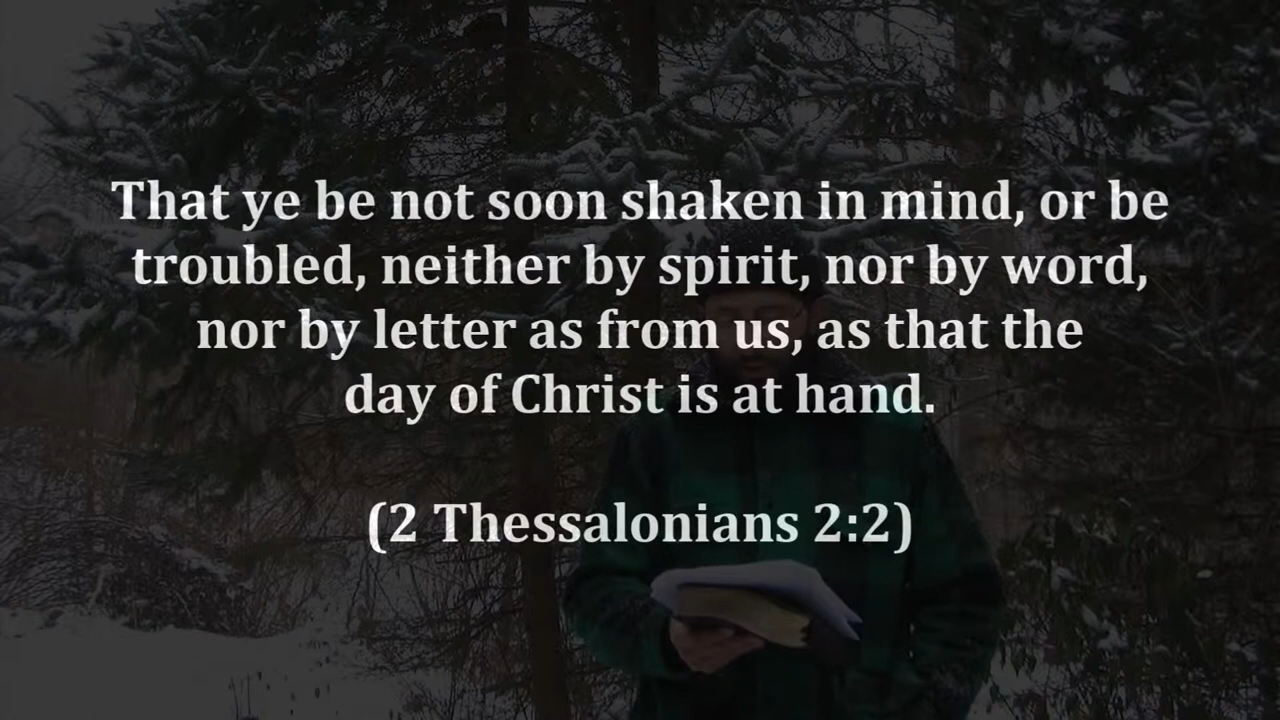 That ye be not soon shaken in mind, or be
troubled, neither by spirit, nor by word,
nor by letter as from us, as that the
day of Christ is at hand.
(2 Thessalonians 2:2)